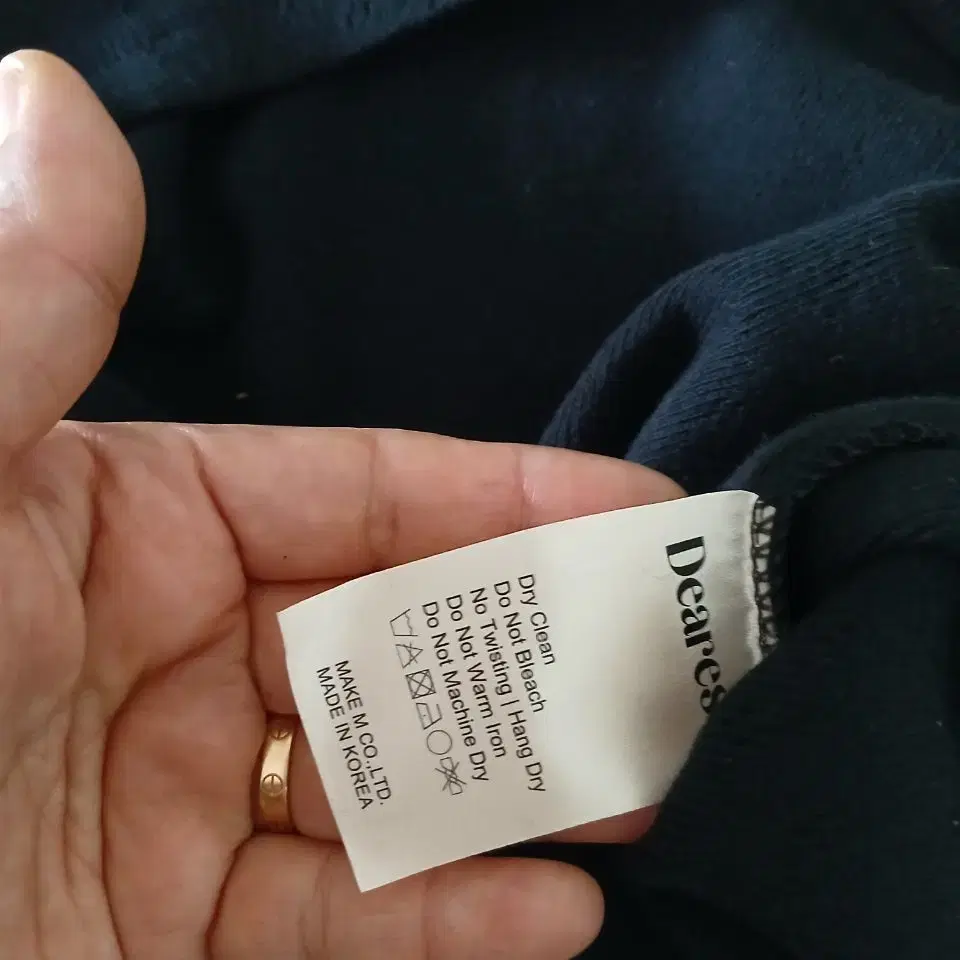 Deares
Dry Clean
Do Not Bleach
No Twisting | Hang Dry
Do Not Warm Iron
Do Not Machine Dry
MAKE M CO.,LTD.
MADE IN KOREA